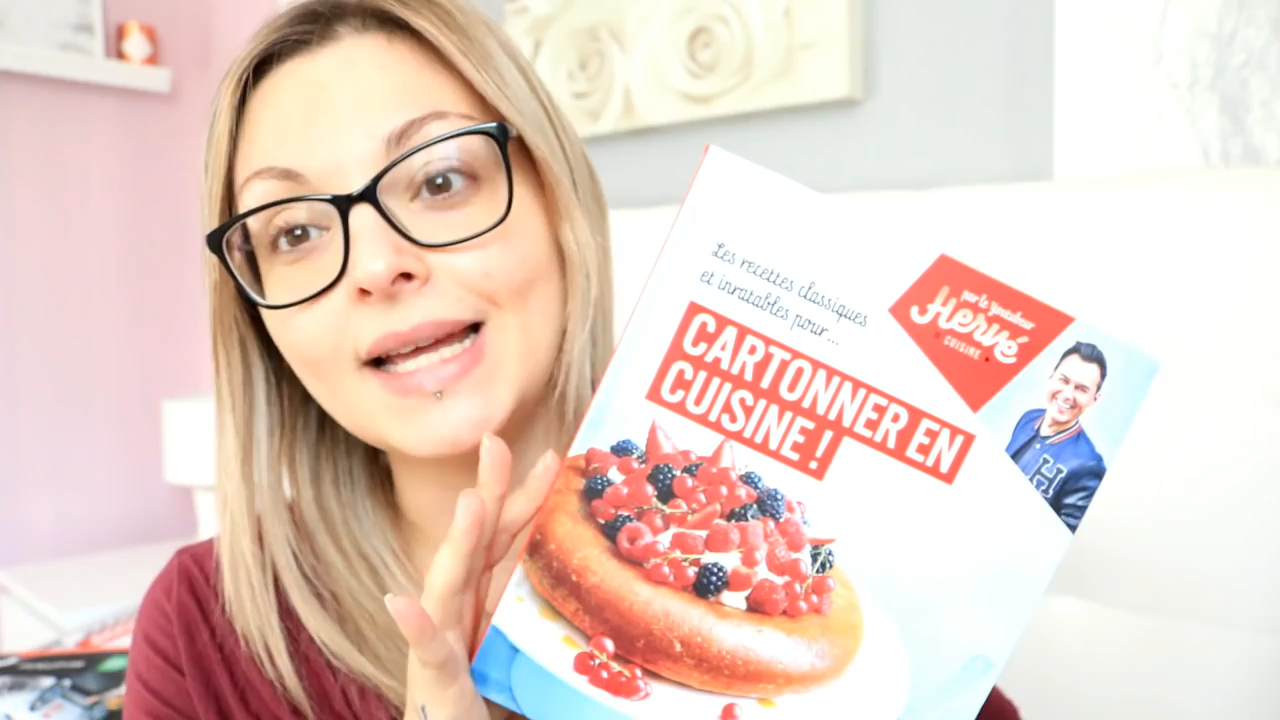 Les recettes classiques
et inratables pour...
CARTONNER EN
CUISINE !
par le Youtubeur
Hervé
CUISINE
H